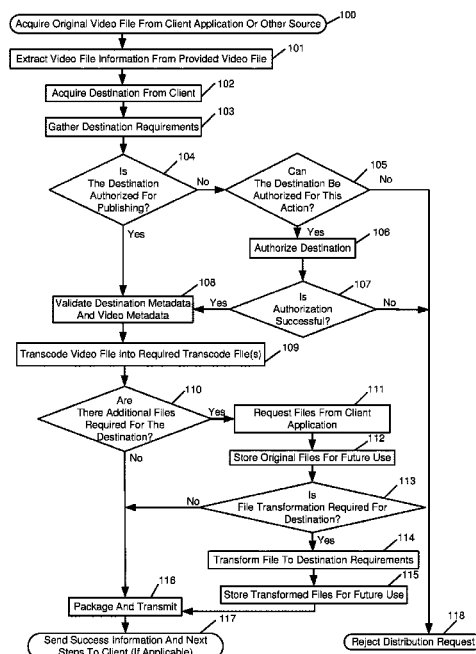 Acquire Original Video File From Client Application Or Other Source
100
Extract Video File Information From Provided Video File
101
Acquire Destination From Client
102
Gather Destination Requirements
103
Is
The Destination
Authorized For
Publishing?
104
No
Yes
Can
The Destination Be
Authorized For This
Action?
105
No
Yes
Authorize Destination
106
Is
Authorization
Successful?
107
Yes
No
Validate Destination Metadata
And Video Metadata
108
Transcode Video File Into Required Transcode File(s)
109
Are
There Additional Files
Required For The
Destination?
110
Yes
No
Request Files From Client
Application
111
Store Original Files For Future Use
112
Is
File Transformation Required For
Destination?
113
No
Yes
Transform File To Destination Requirements
114
Store Transformed Files For Future Use
115
Package And Transmit
116
Send Success Information And Next
Steps To Client (If Applicable)
117
Reject Distribution Request
118